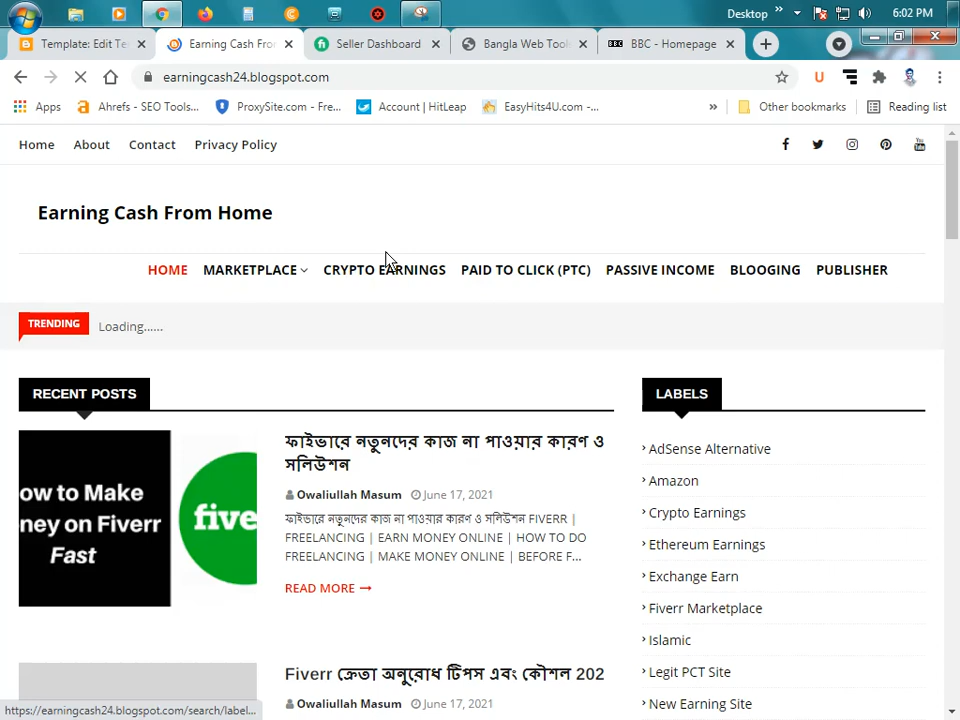 Desktop
6:02 PM
Template: Edit Te
Earning Cash Fro
Seller Dashboard
Bangla Web Tools
BBC - Homepage
earningcash24.blogspot.com
Apps
Ahrefs - SEO Tools...
ProxySite.com - Fre...
Account | HitLeap
EasyHits4U.com -...
Other bookmarks
Reading list
Home About Contact Privacy Policy
Earning Cash From Home
HOME MARKETPLACE CRYPTO EARNINGS PAID TO CLICK (PTC) PASSIVE INCOME BLOOGING PUBLISHER
TRENDING Loading......
RECENT POSTS
ow to Make
ney on Fiverr
Fast
five
ফাইভারে নতুনদের কাজ না পাওয়ার কারণ ও
সলিউশন
Owaliullah Masum June 17, 2021
ফাইভারে নতুনদের কাজ না পাওয়ার কারণ ও সলিউশন FIVERR |
FREELANCING | EARN MONEY ONLINE | HOW TO DO
FREELANCING | MAKE MONEY ONLINE | BEFORE F...
READ MORE
Fiverr ক্রেতা অনুরোধ টিপস এবং কৌশল 202
Owaliullah Masum June 17, 2021
LABELS
AdSense Alternative
Amazon
Crypto Earnings
Ethereum Earnings
Exchange Earn
Fiverr Marketplace
Islamic
Legit PCT Site
New Earning Site
https://earningcash24.blogspot.com/search/label...